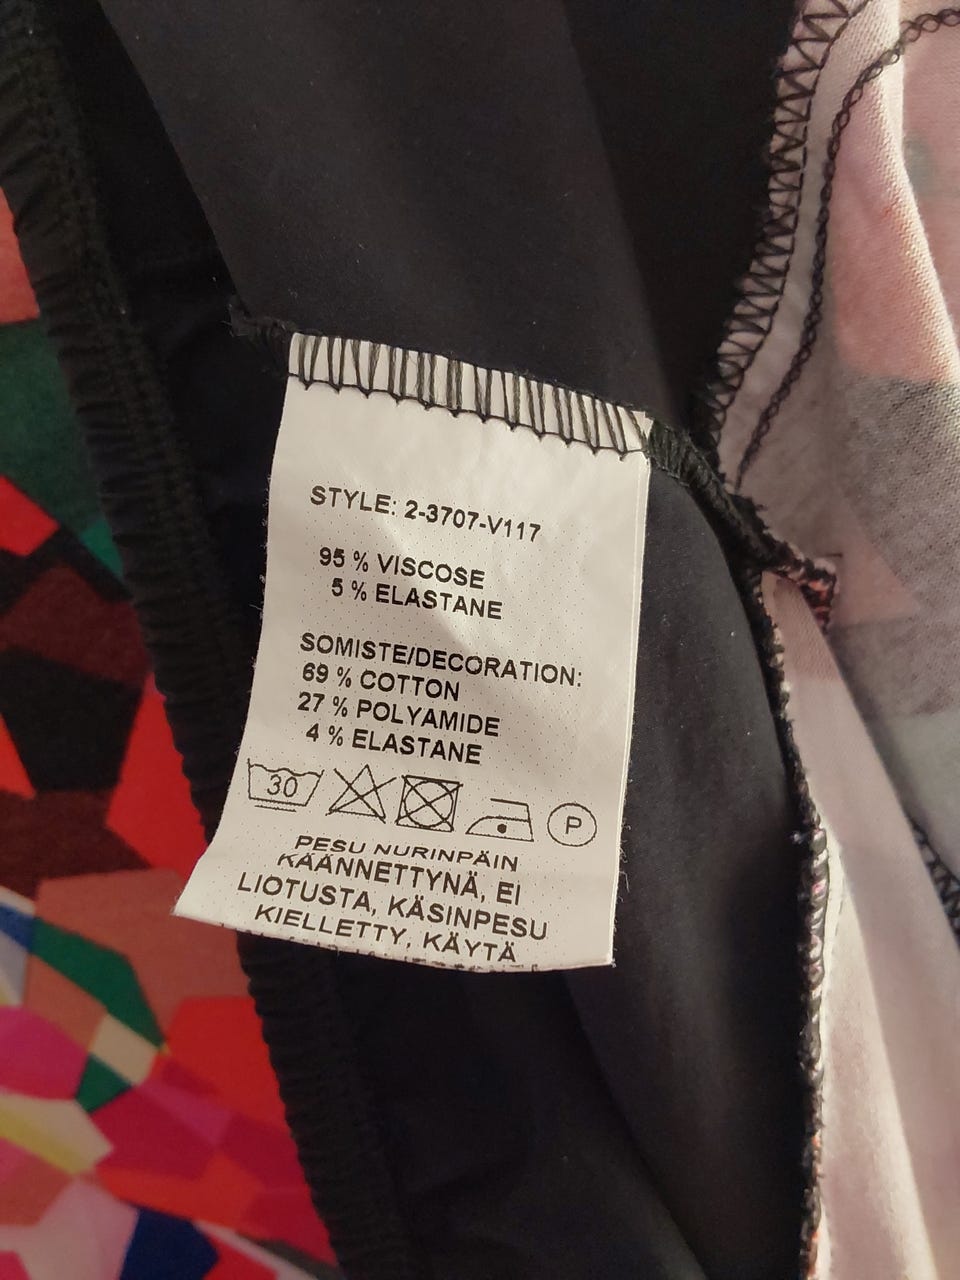 STYLE: 2-3707-V117
95 % VISCOSE
5 % ELASTANE
SOMISTE/DECORATION:
69 % COTTON
27 % POLYAMIDE
4 % ELASTANE
30 P
PESU NURINPÄIN
KÄÄNNETTYNÄ, EI
LIOTUSTA, KÄSINPESU
KIELLETTY, KÄYTÄ